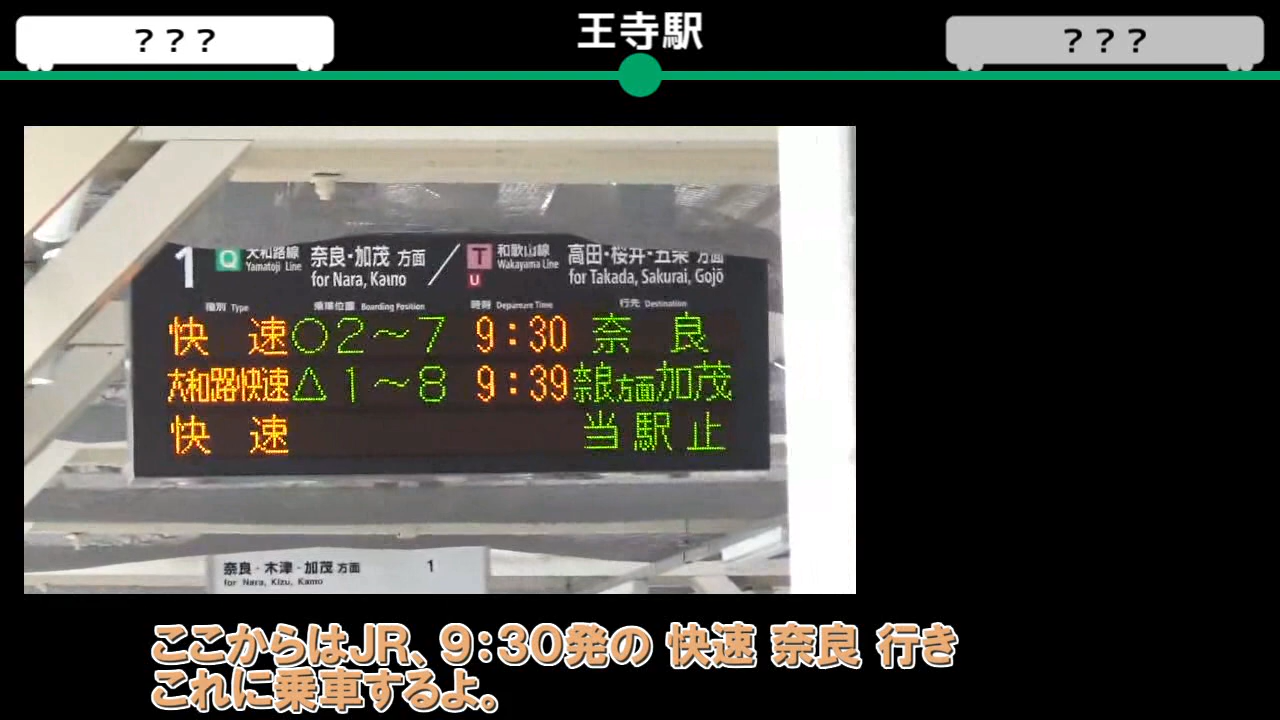 ???
王寺駅
???
1 Q 大和路線 Yamatoji Line 奈良・加茂 方面 for Nara, Kamo / T U 和歌山線 Wakayama Line 高田・桜井・五条 方面 for Takada, Sakurai, Gojō
種別 Type 乗車位置 Boarding Position 時刻 Departure Time 行先 Destination
快速 ○2~7 9:30 奈良
大和路快速 △1~8 9:39 奈良方面加茂
快速 当駅止
奈良・木津・加茂 方面 1
for Nara, Kizu, Kamo
ここからはJR、9:30発の 快速 奈良 行き
これに乗車するよ。